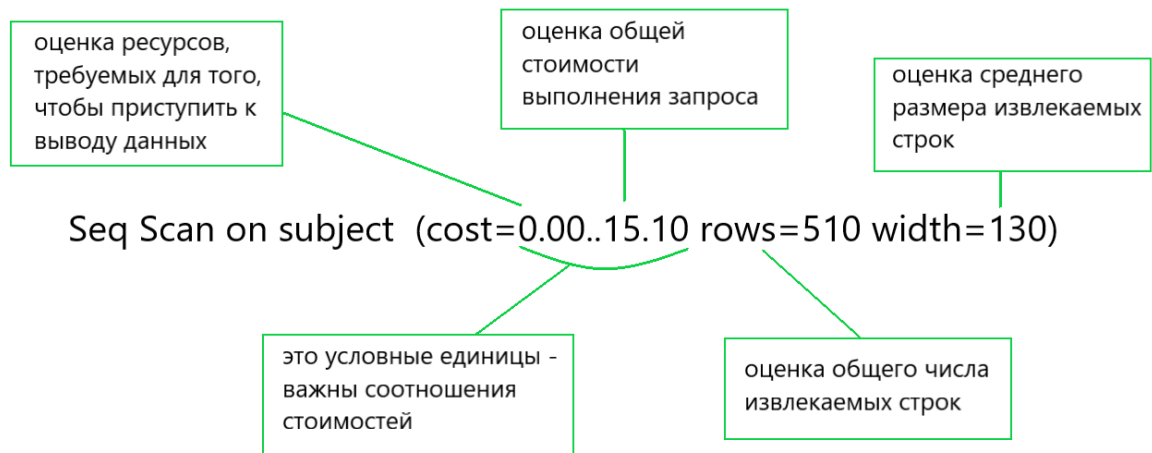 оценка ресурсов,
требуемых для того,
чтобы приступить к
выводу данных
оценка общей
стоимости
выполнения запроса
оценка среднего
размера извлекаемых
строк
Seq Scan on subject (cost=0.00..15.10 rows=510 width=130)
это условные единицы -
важны соотношения
стоимостей
оценка общего числа
извлекаемых строк